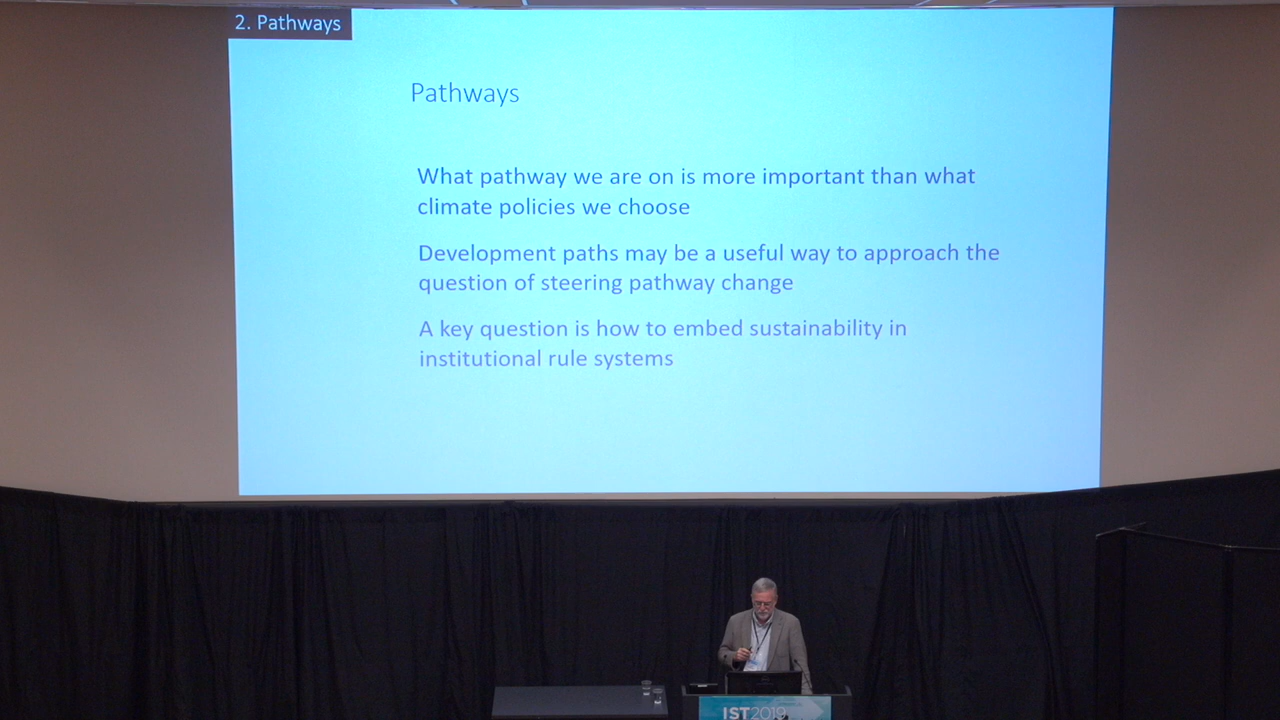 2. Pathways
Pathways
What pathway we are on is more important than what
climate policies we choose
Development paths may be a useful way to approach the
question of steering pathway change
A key question is how to embed sustainability in
institutional rule systems
IST2019